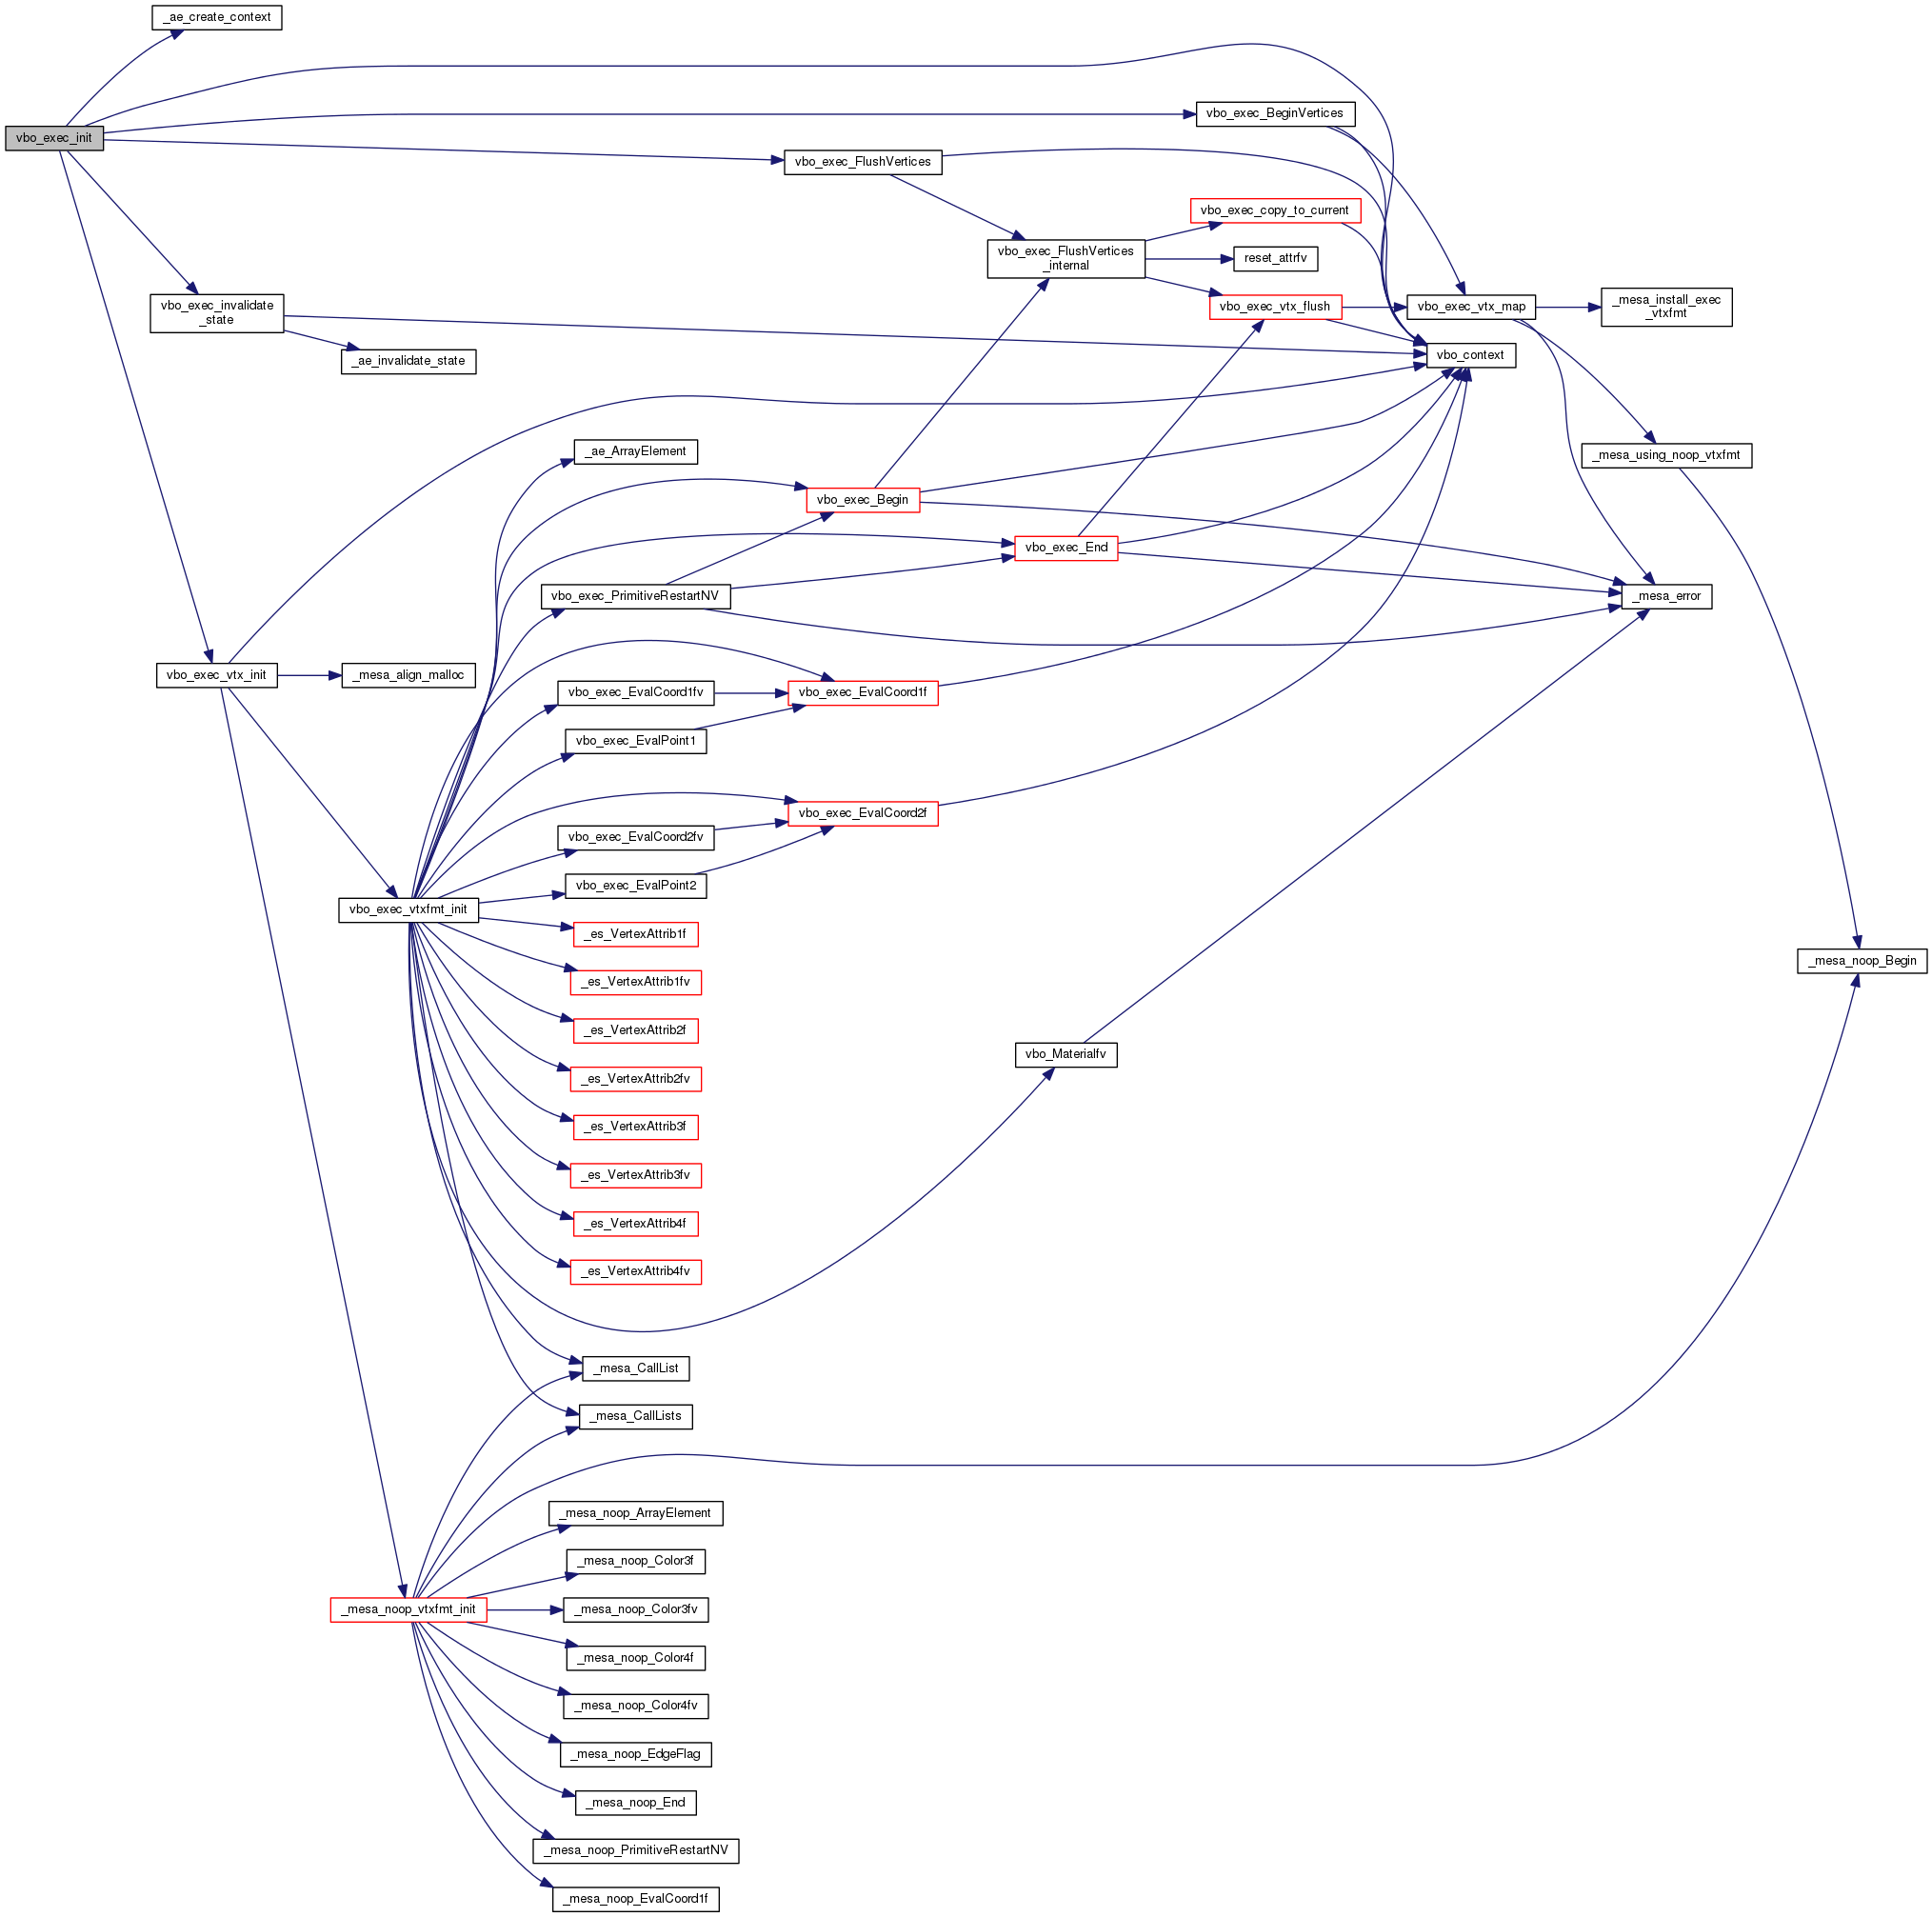 _ae_create_context
vbo_exec_init
vbo_exec_BeginVertices
vbo_exec_FlushVertices
vbo_exec_copy_to_current
vbo_exec_FlushVertices
_internal
reset_attrfv
vbo_exec_invalidate
_state
vbo_exec_vtx_flush
vbo_exec_vtx_map
_mesa_install_exec
_vtxfmt
_ae_invalidate_state
vbo_context
_ae_ArrayElement
_mesa_using_noop_vtxfmt
vbo_exec_Begin
vbo_exec_End
vbo_exec_PrimitiveRestartNV
_mesa_error
vbo_exec_vtx_init
_mesa_align_malloc
vbo_exec_EvalCoord1fv
vbo_exec_EvalCoord1f
vbo_exec_EvalPoint1
vbo_exec_EvalCoord2f
vbo_exec_EvalCoord2fv
vbo_exec_EvalPoint2
vbo_exec_vtxfmt_init
_es_VertexAttrib1f
_mesa_noop_Begin
_es_VertexAttrib1fv
_es_VertexAttrib2f
vbo_Materialfv
_es_VertexAttrib2fv
_es_VertexAttrib3f
_es_VertexAttrib3fv
_es_VertexAttrib4f
_es_VertexAttrib4fv
_mesa_CallList
_mesa_CallLists
_mesa_noop_ArrayElement
_mesa_noop_Color3f
_mesa_noop_vtxfmt_init
_mesa_noop_Color3fv
_mesa_noop_Color4f
_mesa_noop_Color4fv
_mesa_noop_EdgeFlag
_mesa_noop_End
_mesa_noop_PrimitiveRestartNV
_mesa_noop_EvalCoord1f